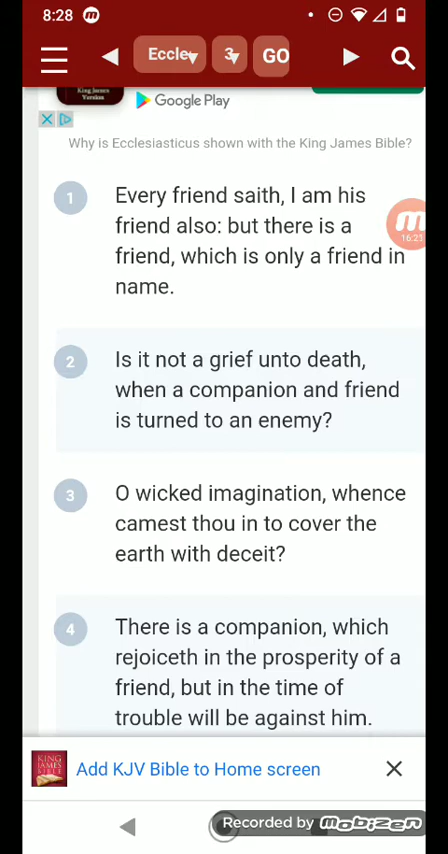 8:28
Eccle
3
GO
King James
Version
Google Play
Why is Ecclesiasticus shown with the King James Bible?
1
Every friend saith, I am his
friend also: but there is a
friend, which is only a friend in
name.
16:21
2
Is it not a grief unto death,
when a companion and friend
is turned to an enemy?
3
O wicked imagination, whence
camest thou in to cover the
earth with deceit?
4
There is a companion, which
rejoiceth in the prosperity of a
friend, but in the time of
trouble will be against him.
KING
JAMES
BIBLE
Add KJV Bible to Home screen
Recorded by mobizen